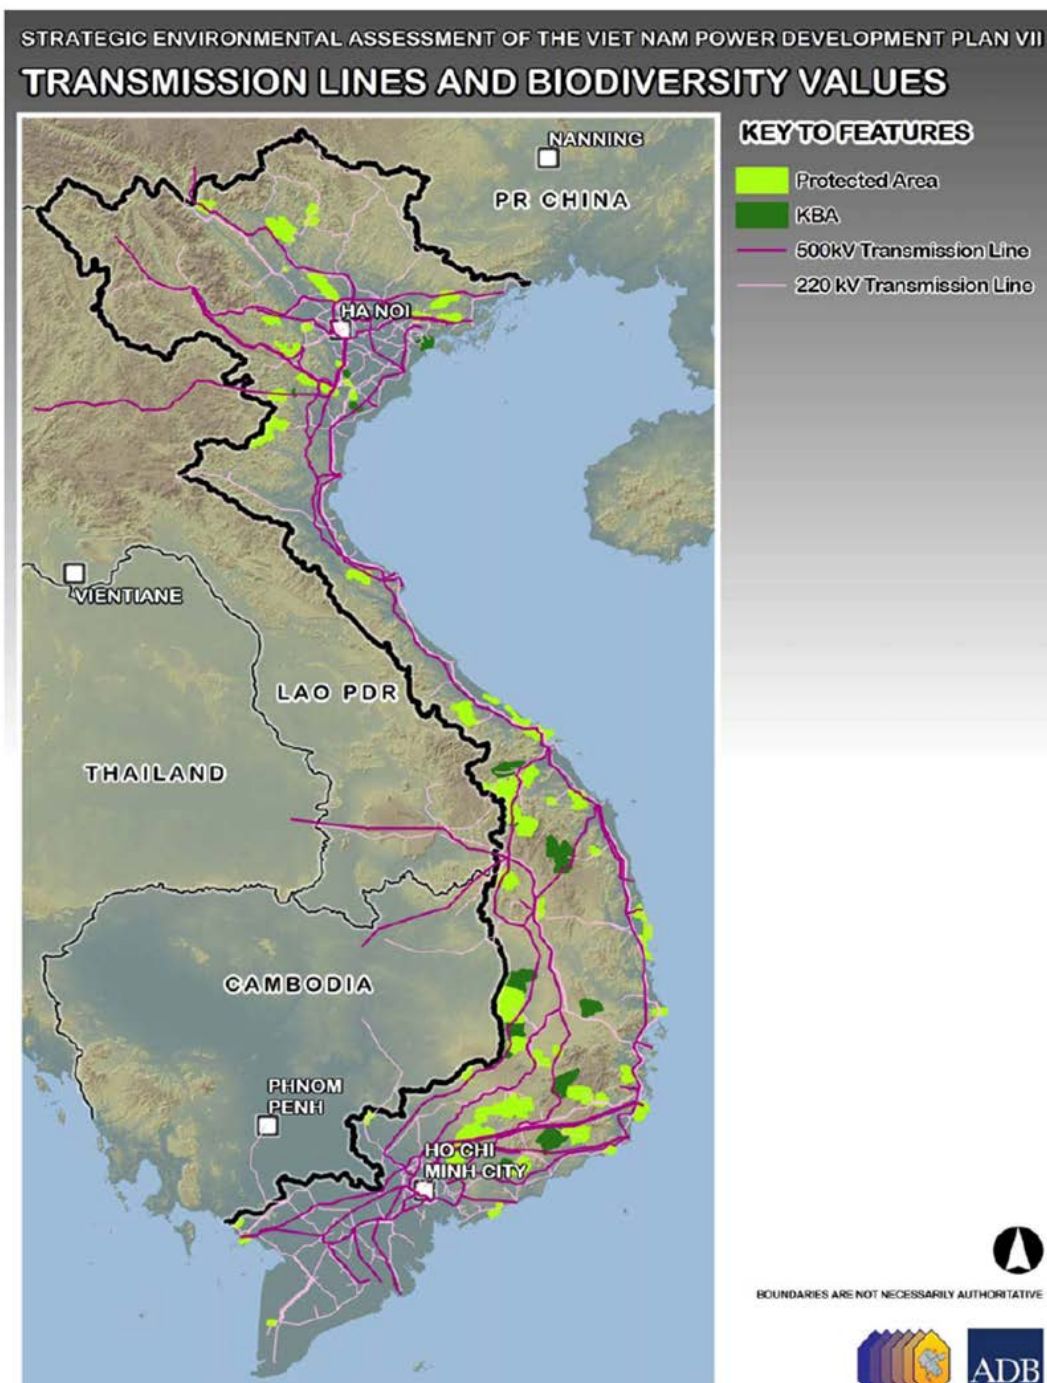 STRATEGIC ENVIRONMENTAL ASSESSMENT OF THE VIET NAM POWER DEVELOPMENT PLAN VII
TRANSMISSION LINES AND BIODIVERSITY VALUES
KEY TO FEATURES
Protected Area
KBA
500kV Transmission Line
220 kV Transmission Line
NANNING
PR CHINA
HA NOI
VIENTIANE
LAO PDR
THAILAND
CAMBODIA
PHNOM
PENH
HO CHI
MINH CITY
BOUNDARIES ARE NOT NECESSARILY AUTHORITATIVE
ADB